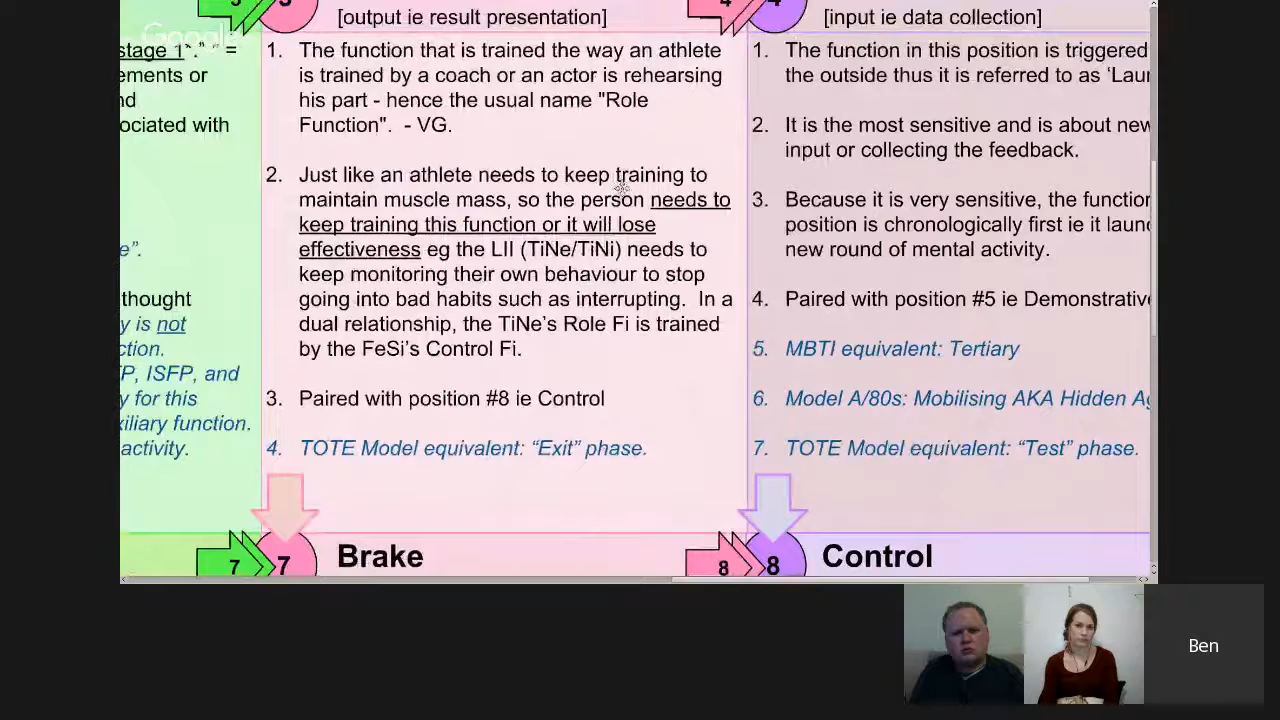 Google
3
[output ie result presentation]
4
4
[input ie data collection]
stage 1"." =
ements or
nd
ociated with
e".
thought
y is not
ction.
P, ISFP, and
y for this
xiliary function.
activity.
1. The function that is trained the way an athlete
is trained by a coach or an actor is rehearsing
his part - hence the usual name "Role
Function". - VG.
2. Just like an athlete needs to keep training to
maintain muscle mass, so the person needs to
keep training this function or it will lose
effectiveness eg the LII (TiNe/TiNi) needs to
keep monitoring their own behaviour to stop
going into bad habits such as interrupting. In a
dual relationship, the TiNe's Role Fi is trained
by the FeSi's Control Fi.
3. Paired with position #8 ie Control
4. TOTE Model equivalent: “Exit” phase.
1. The function in this position is triggered
the outside thus it is referred to as ‘Lau
2. It is the most sensitive and is about new
input or collecting the feedback.
3. Because it is very sensitive, the function
position is chronologically first ie it laun
new round of mental activity.
4. Paired with position #5 ie Demonstrative
5. MBTI equivalent: Tertiary
6. Model A/80s: Mobilising AKA Hidden Ag
7. TOTE Model equivalent: “Test” phase.
7
7
Brake
8
8
Control
Ben